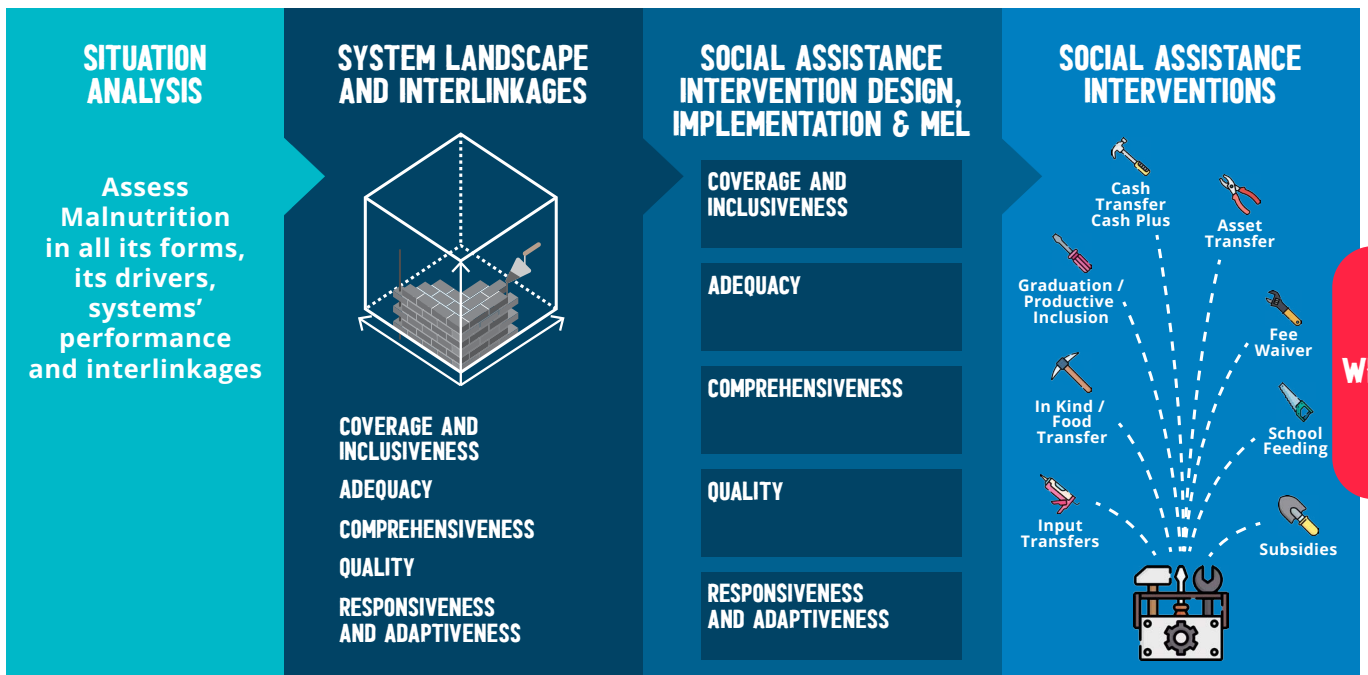 SITUATION
ANALYSIS
Assess
Malnutrition
in all its forms,
its drivers,
systems'
performance
and interlinkages
SYSTEM LANDSCAPE
AND INTERLINKAGES
COVERAGE AND
INCLUSIVENESS
ADEQUACY
COMPREHENSIVENESS
QUALITY
RESPONSIVENESS
AND ADAPTIVENESS
SOCIAL ASSISTANCE
INTERVENTION DESIGN,
IMPLEMENTATION & MEL
COVERAGE AND
INCLUSIVENESS
ADEQUACY
COMPREHENSIVENESS
QUALITY
RESPONSIVENESS
AND ADAPTIVENESS
SOCIAL ASSISTANCE
INTERVENTIONS
Cash
Transfer
Cash Plus
Asset
Transfer
Graduation /
Productive
Inclusion
Fee
Waiver
In Kind /
Food
Transfer
School
Feeding
Input
Transfers
Subsidies